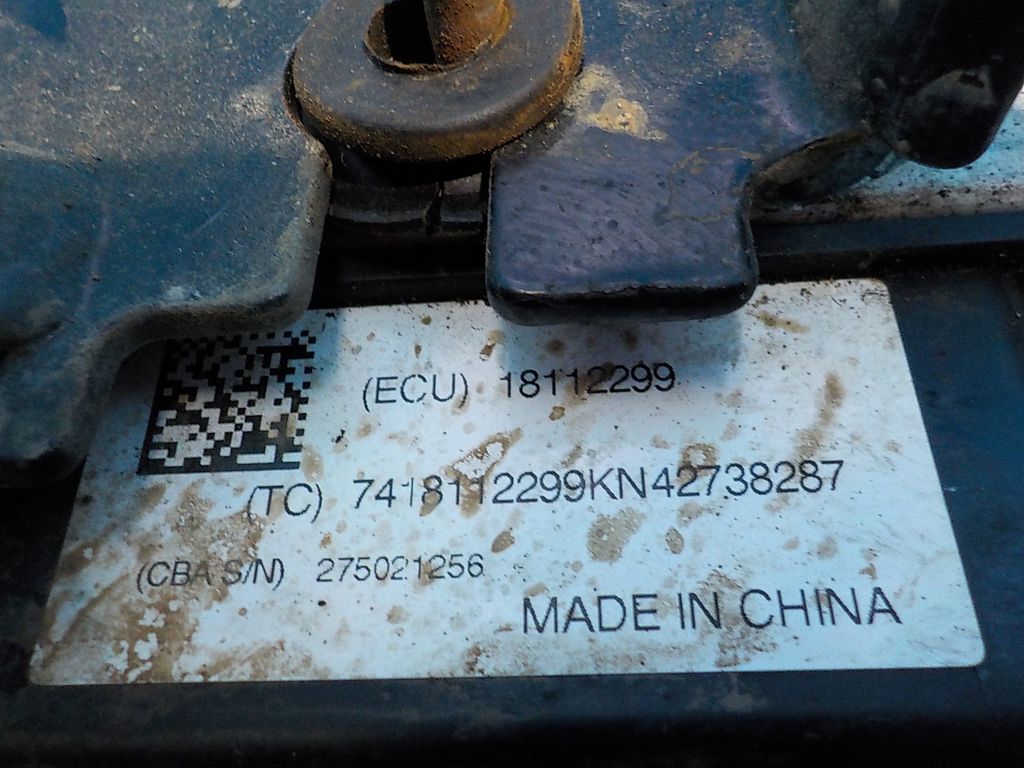 (ECU) 18112299
(TC) 7418112299KN42738287
(CBA S/N) 275021256
MADE IN CHINA